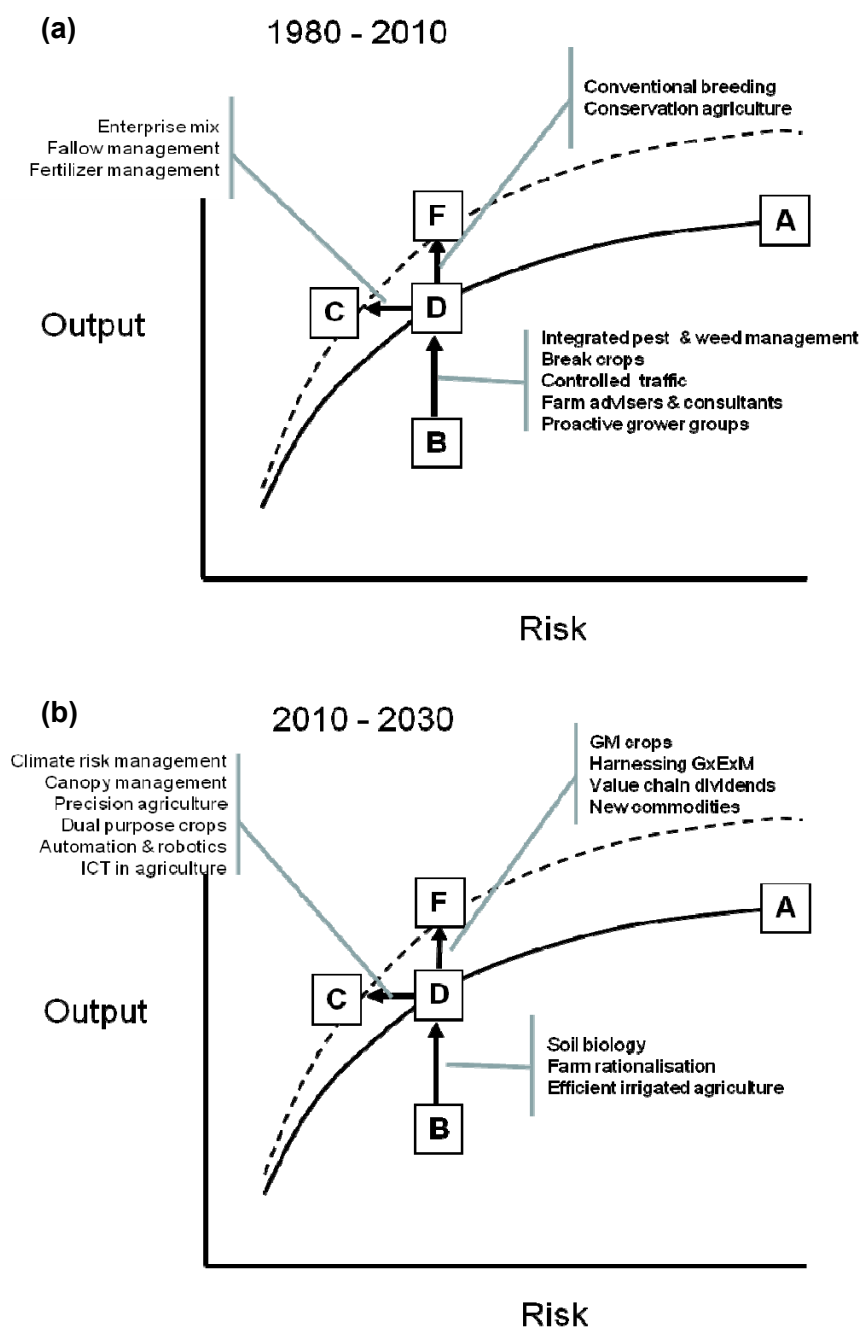 (a)
1980 - 2010
Conventional breeding
Conservation agriculture
Enterprise mix
Fallow management
Fertilizer management
F
A
C
D
Output
Integrated pest & weed management
Break crops
Controlled traffic
Farm advisers & consultants
Proactive grower groups
B
Risk
(b)
2010 - 2030
GM crops
Harnessing GxExM
Value chain dividends
New commodities
Climate risk management
Canopy management
Precision agriculture
Dual purpose crops
Automation & robotics
ICT in agriculture
F
A
C
D
Output
Soil biology
Farm rationalisation
Efficient irrigated agriculture
B
Risk